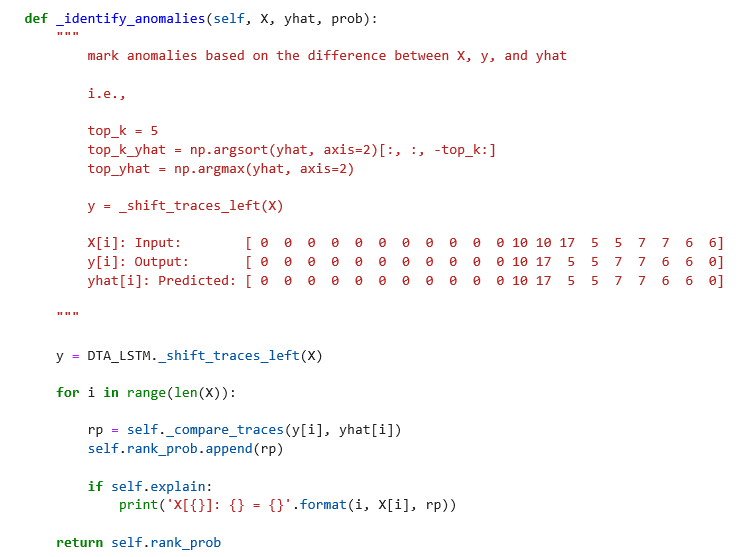 def _identify_anomalies(self, X, yhat, prob):
    """
        mark anomalies based on the difference between X, y, and yhat

        i.e.,

        top_k = 5
        top_k_yhat = np.argsort(yhat, axis=2)[:, :, -top_k:]
        top_yhat = np.argmax(yhat, axis=2)

        y = _shift_traces_left(X)

        X[i]: Input:        [ 0  0  0  0  0  0  0  0  0  0  0 10 10 17  5  5  7  7  6  6]
        y[i]: Output:       [ 0  0  0  0  0  0  0  0  0  0  0 10 17  5  5  7  7  6  6  0]
        yhat[i]: Predicted: [ 0  0  0  0  0  0  0  0  0  0  0 10 17  5  5  7  7  6  6  0]

    """

    y = DTA_LSTM._shift_traces_left(X)

    for i in range(len(X)):

        rp = self._compare_traces(y[i], yhat[i])
        self.rank_prob.append(rp)

        if self.explain:
            print('X[{}]: {} = {}'.format(i, X[i], rp))

    return self.rank_prob